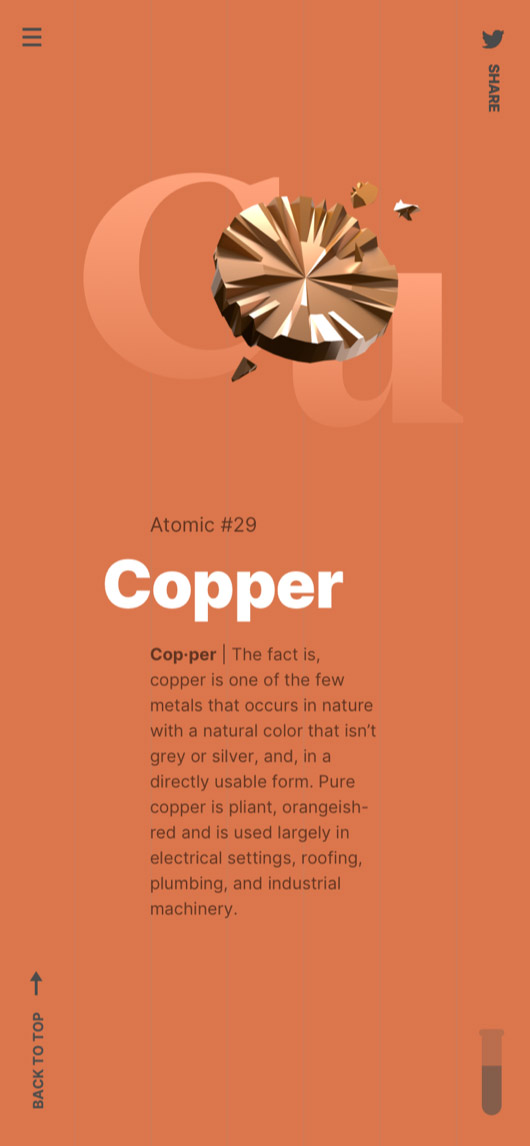 SHARE
Cu
Atomic #29
Copper
Cop·per | The fact is,
copper is one of the few
metals that occurs in nature
with a natural color that isn’t
grey or silver, and, in a
directly usable form. Pure
copper is pliant, orangeish-
red and is used largely in
electrical settings, roofing,
plumbing, and industrial
machinery.
BACK TO TOP